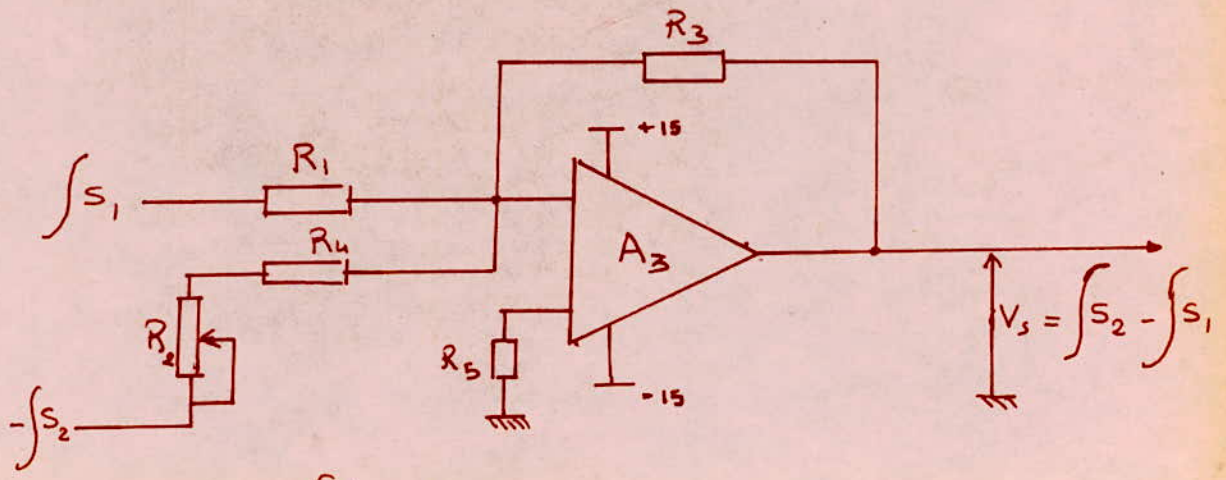 R3
+15
R1
∫S1
R4
A3
R2
Vs = ∫S2 - ∫S1
R5
-15
-∫S2